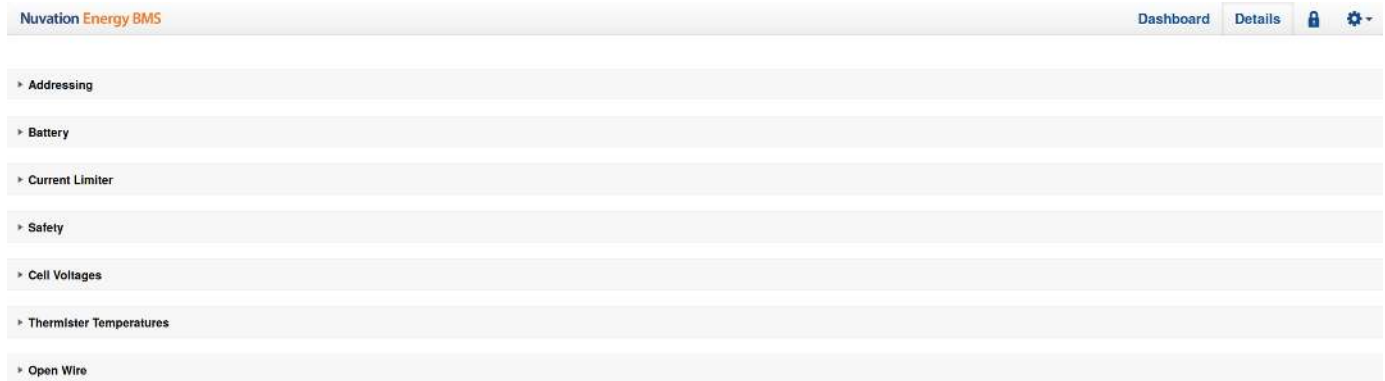 Nuvation Energy BMS
Dashboard Details
Addressing
Battery
Current Limiter
Safety
Cell Voltages
Thermister Temperatures
Open Wire